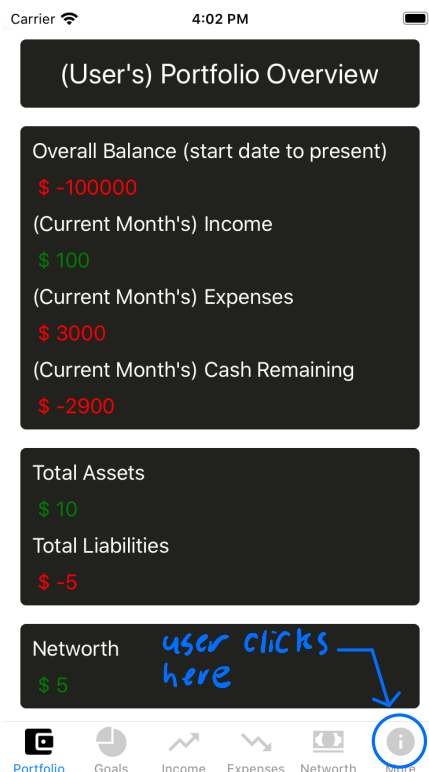 Carrier 4:02 PM
(User's) Portfolio Overview
Overall Balance (start date to present)
$ -100000
(Current Month's) Income
$ 100
(Current Month's) Expenses
$ 3000
(Current Month's) Cash Remaining
$ -2900
Total Assets
$ 10
Total Liabilities
$ -5
Networth
$ 5
user clicks
here
Portfolio Goals Income Expenses Networth More